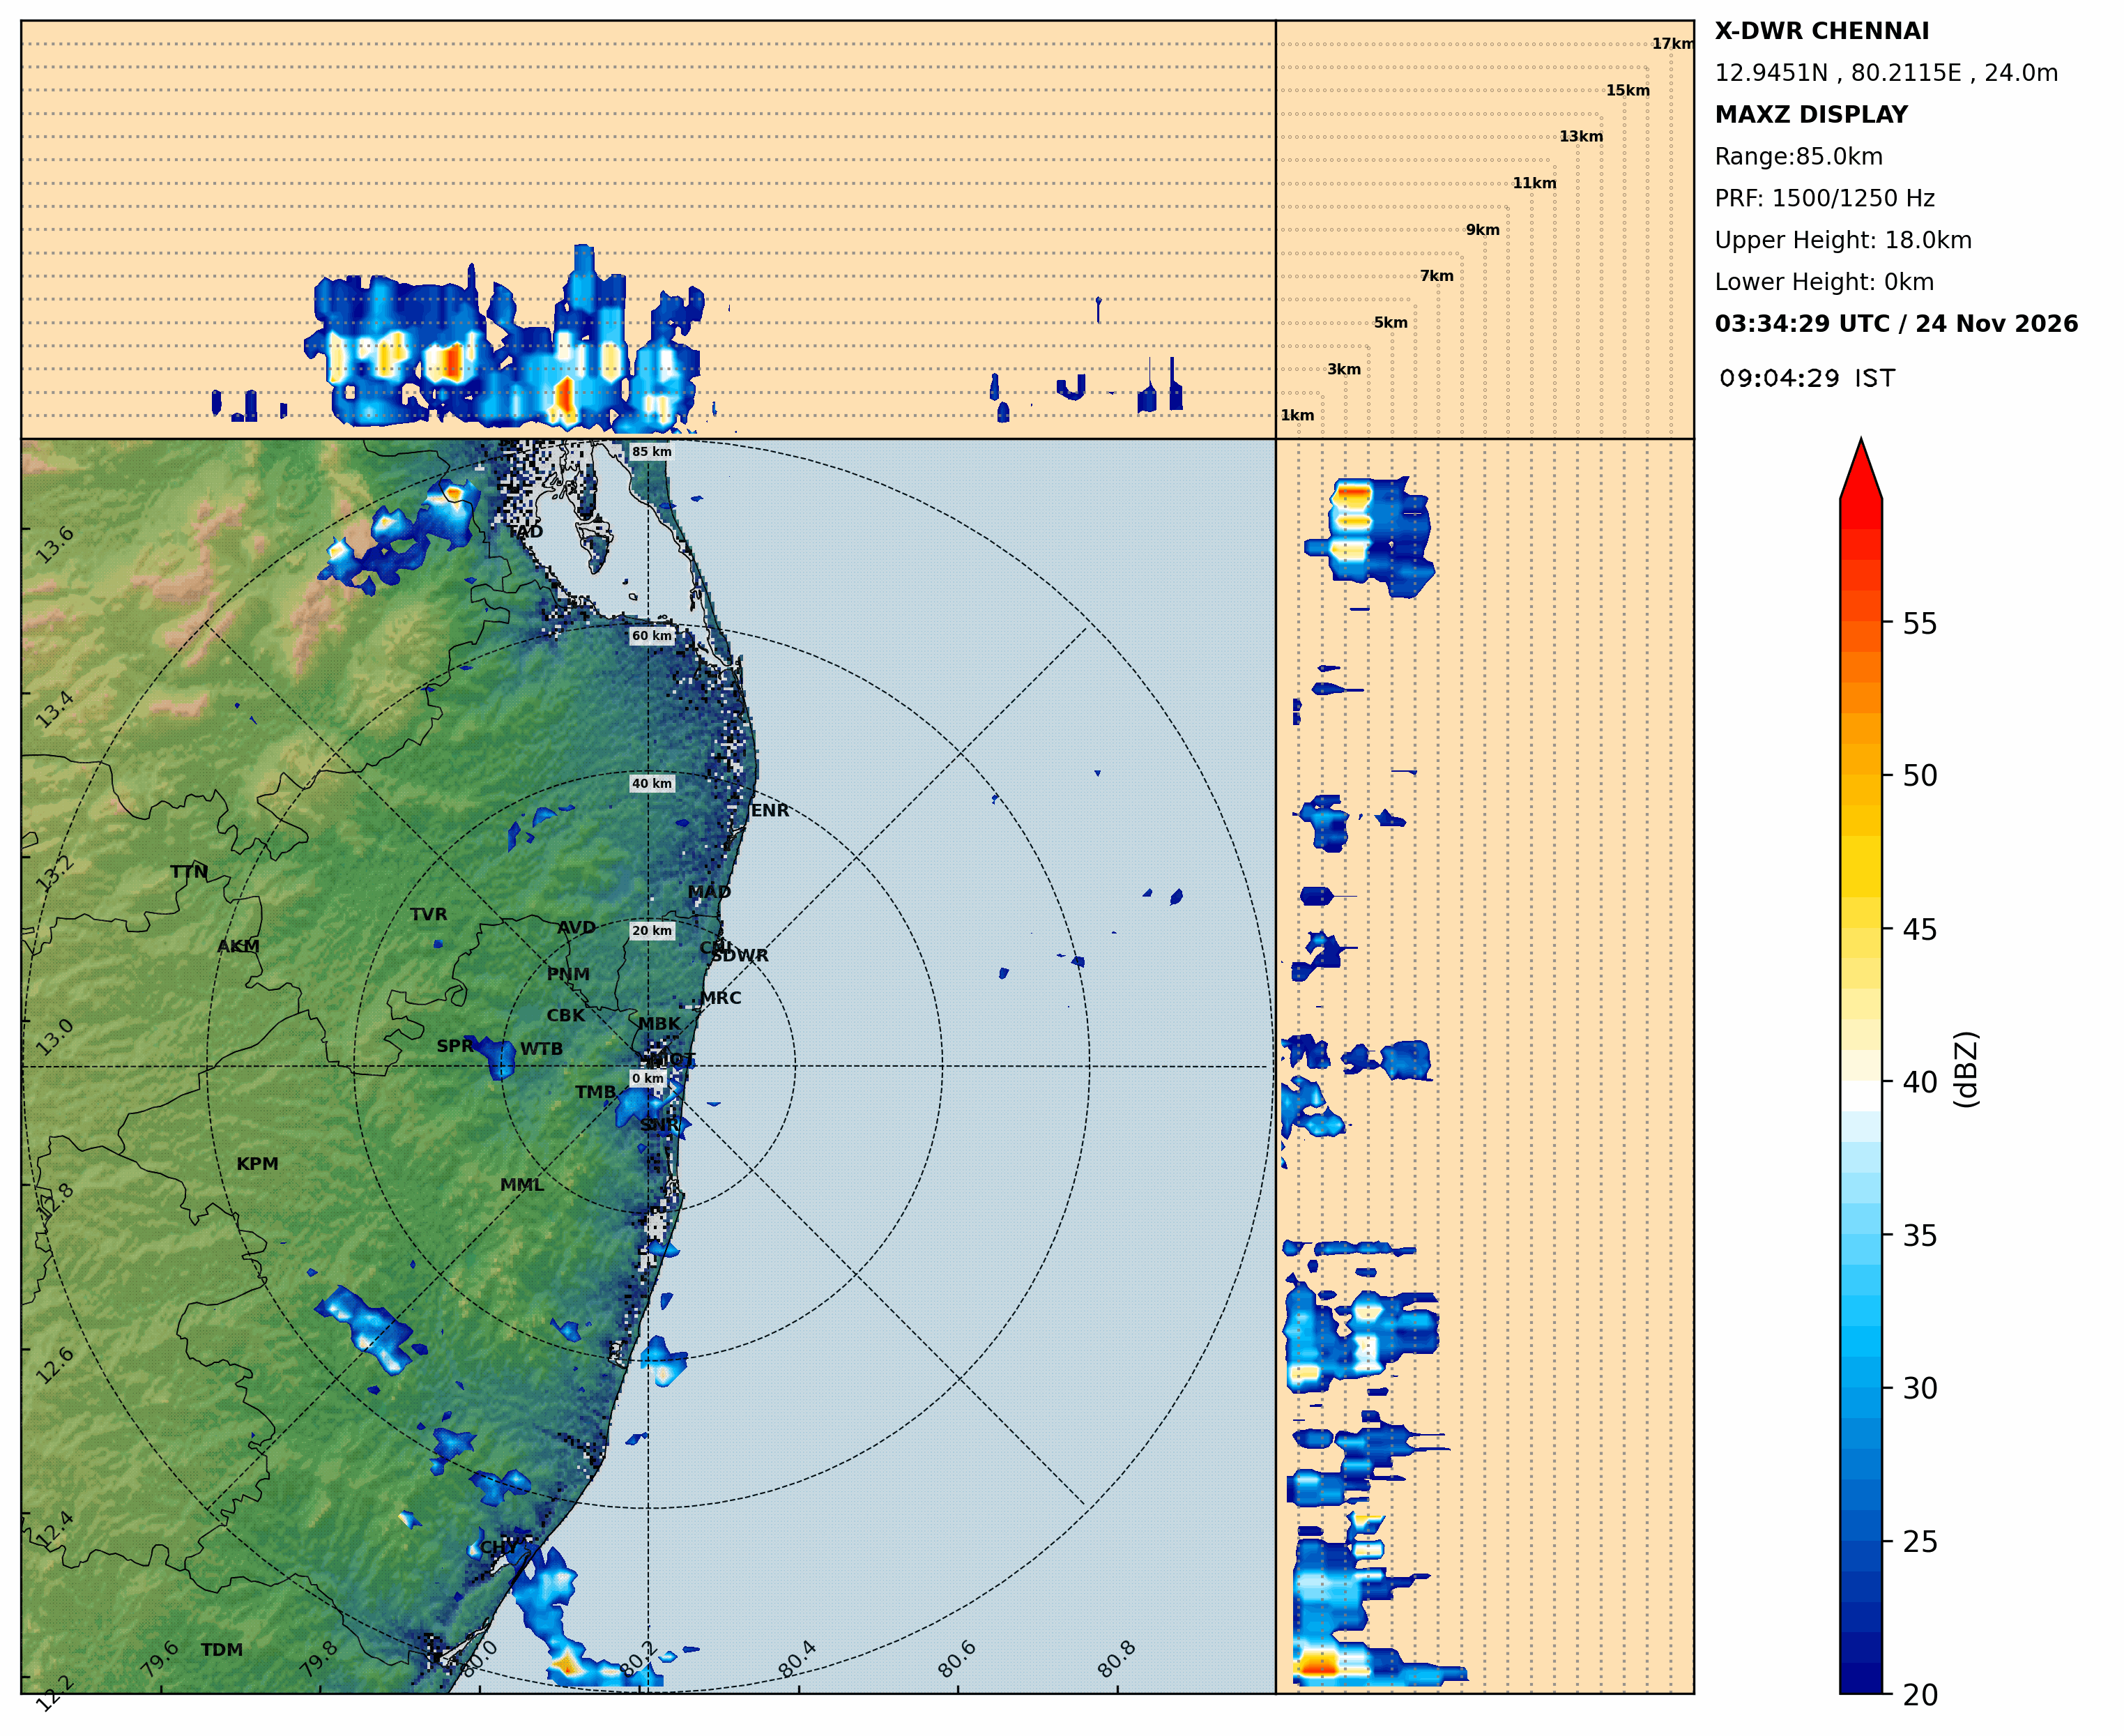 X-DWR CHENNAI
12.9451N , 80.2115E , 24.0m
MAXZ DISPLAY
Range:85.0km
PRF: 1500/1250 Hz
Upper Height: 18.0km
Lower Height: 0km
03:34:29 UTC / 24 Nov 2026
09:04:29 IST
17km
15km
13km
11km
9km
7km
5km
3km
1km
85 km
60 km
40 km
20 km
0 km
TAD
ENR
TTN
MAD
TVR
AVD
AKM
CNI
SDWR
PNM
MRC
CBK
MBK
SPR
WTB
IOT
TMB
SNR
KPM
MML
CHY
TDM
13.6
13.4
13.2
13.0
12.8
12.6
12.4
12.2
79.6
79.8
80.0
80.2
80.4
80.6
80.8
55
50
45
40
35
30
25
20
(dBZ)